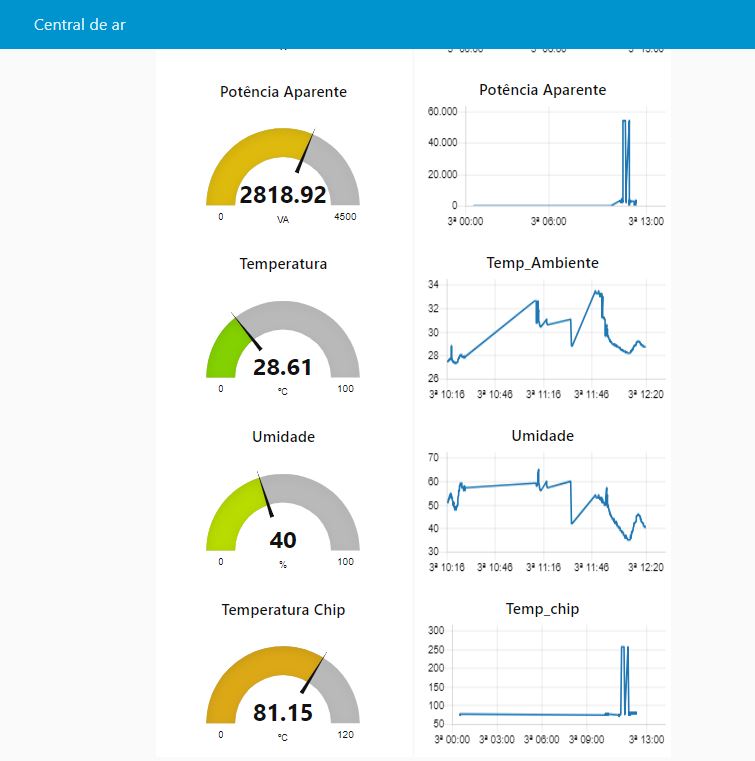 Central de ar
Potência Aparente
2818.92
0
VA
4500
Potência Aparente
60.000
40.000
20.000
0
3ª 00:00
3ª 06:00
3ª 13:00
Temperatura
28.61
0
ºC
100
Temp_Ambiente
34
32
30
28
26
3ª 10:16
3ª 10:46
3ª 11:16
3ª 11:46
3ª 12:20
Umidade
40
0
%
100
Umidade
70
60
50
40
30
3ª 10:16
3ª 10:46
3ª 11:16
3ª 11:46
3ª 12:20
Temperatura Chip
81.15
0
ºC
120
Temp_chip
300
250
200
150
100
50
3ª 00:00
3ª 03:00
3ª 06:00
3ª 09:00
3ª 13:00